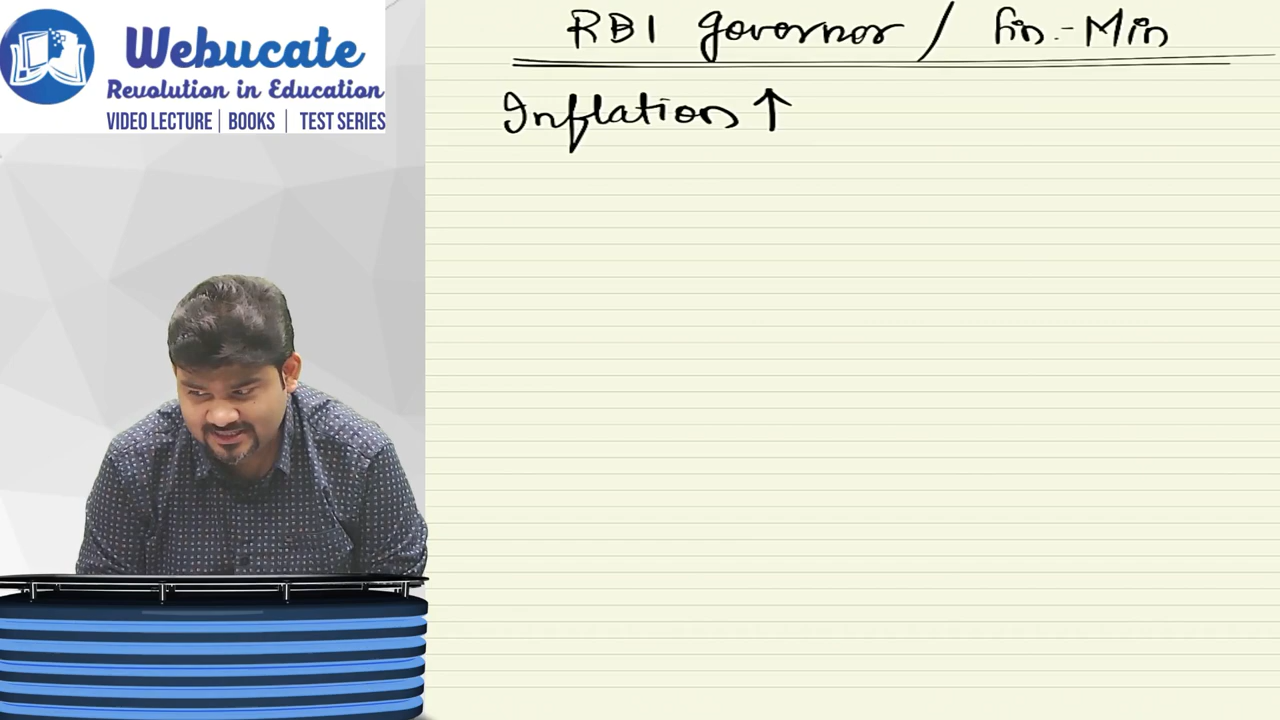 Webucate
Revolution in Education
VIDEO LECTURE | BOOKS | TEST SERIES
RBI governor / Fin.-Min
Inflation ↑